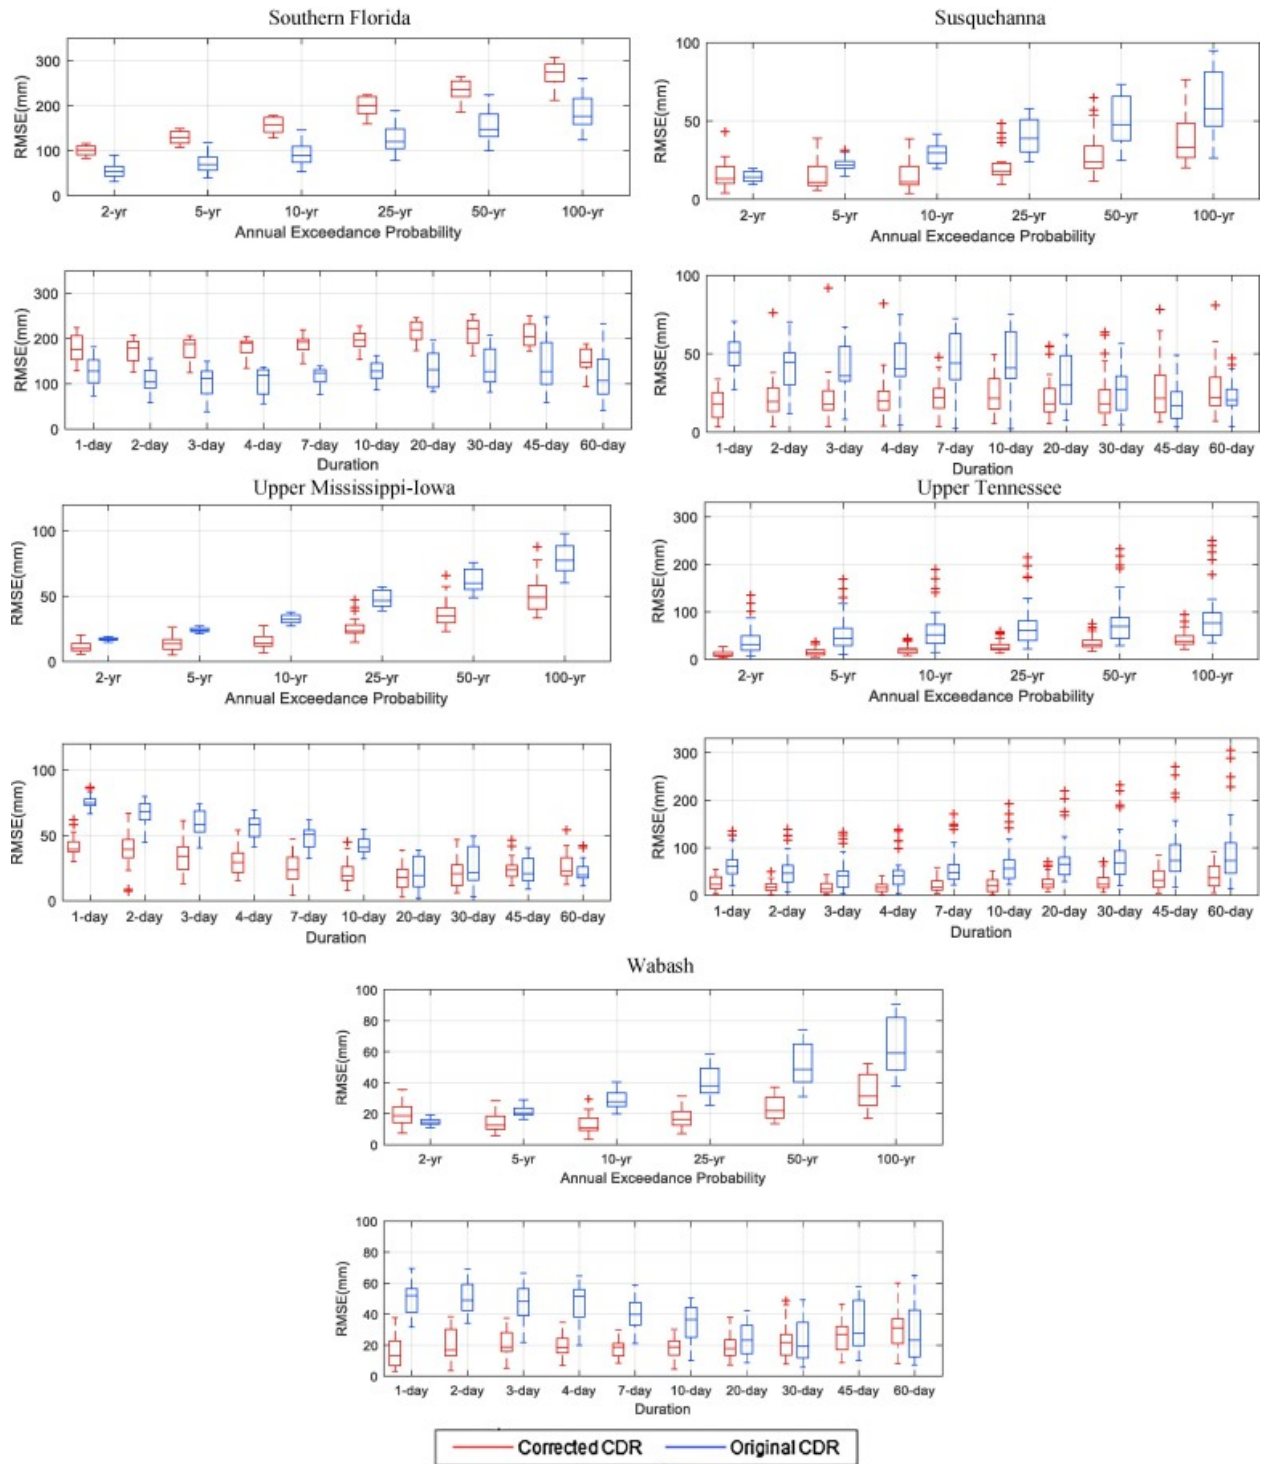 Southern Florida
RMSE(mm)
300
200
100
0
2-yr 5-yr 10-yr 25-yr 50-yr 100-yr
Annual Exceedance Probability
RMSE(mm)
300
200
100
0
1-day 2-day 3-day 4-day 7-day 10-day 20-day 30-day 45-day 60-day
Duration
Susquehanna
RMSE(mm)
100
50
0
2-yr 5-yr 10-yr 25-yr 50-yr 100-yr
Annual Exceedance Probability
RMSE(mm)
100
50
0
1-day 2-day 3-day 4-day 7-day 10-day 20-day 30-day 45-day 60-day
Duration
Upper Mississippi-Iowa
RMSE(mm)
100
50
0
2-yr 5-yr 10-yr 25-yr 50-yr 100-yr
Annual Exceedance Probability
RMSE(mm)
100
50
0
1-day 2-day 3-day 4-day 7-day 10-day 20-day 30-day 45-day 60-day
Duration
Upper Tennessee
RMSE(mm)
300
200
100
0
2-yr 5-yr 10-yr 25-yr 50-yr 100-yr
Annual Exceedance Probability
RMSE(mm)
300
200
100
0
1-day 2-day 3-day 4-day 7-day 10-day 20-day 30-day 45-day 60-day
Duration
Wabash
RMSE(mm)
100
80
60
40
20
0
2-yr 5-yr 10-yr 25-yr 50-yr 100-yr
Annual Exceedance Probability
RMSE(mm)
100
80
60
40
20
0
1-day 2-day 3-day 4-day 7-day 10-day 20-day 30-day 45-day 60-day
Duration
Corrected CDR Original CDR